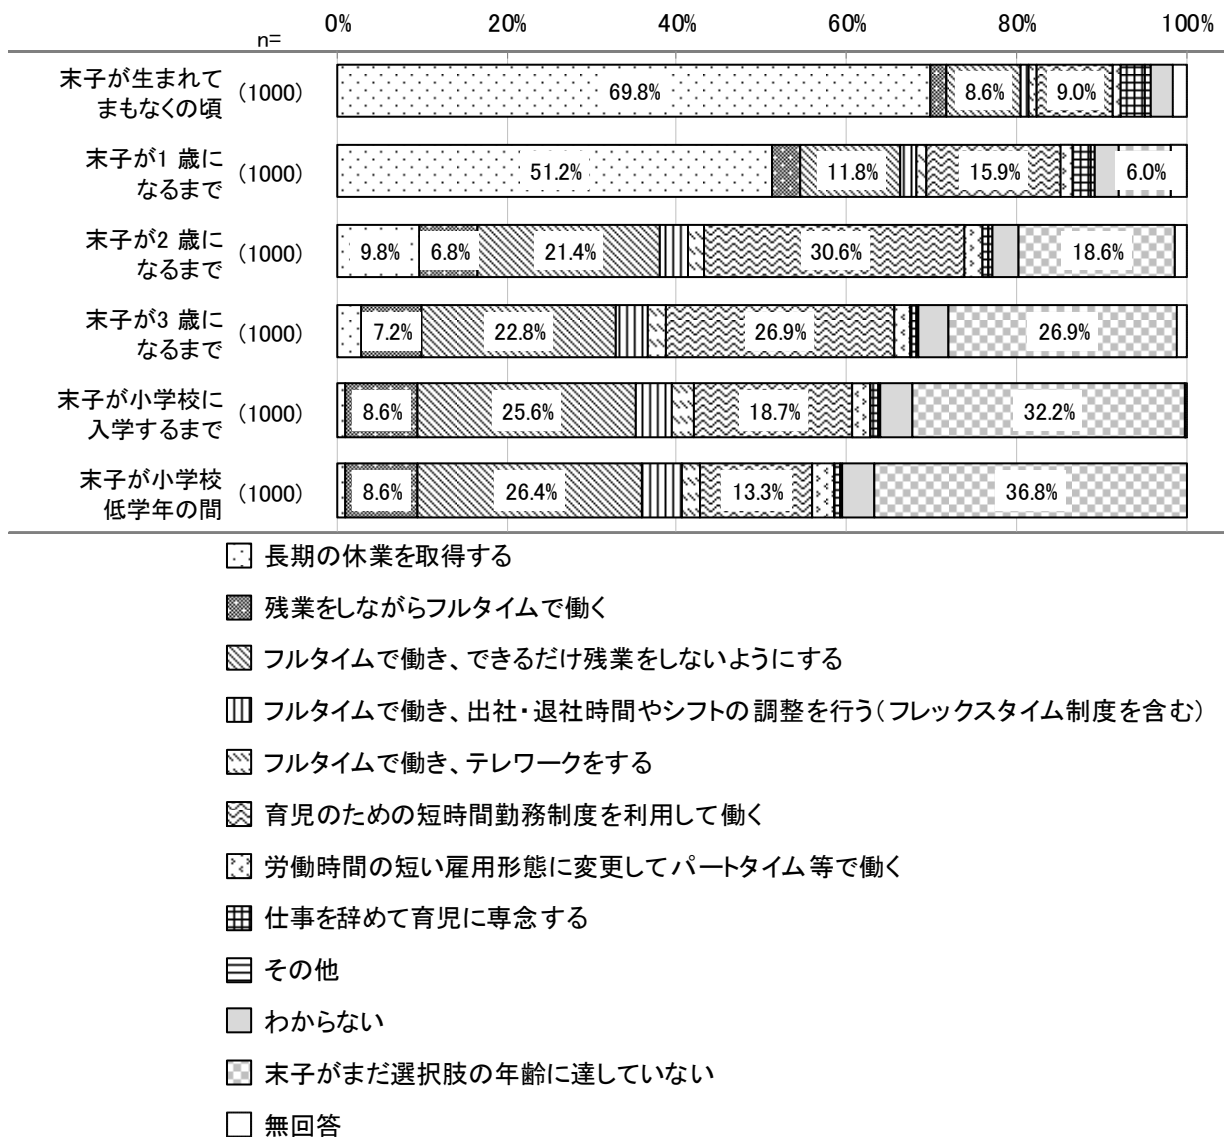 0% 20% 40% 60% 80% 100%
n=
末子が生まれて
まもなくの頃
(1000)
69.8% 8.6% 9.0%
末子が1 歳に
なるまで
(1000)
51.2% 11.8% 15.9% 6.0%
末子が2 歳に
なるまで
(1000)
9.8% 6.8% 21.4% 30.6% 18.6%
末子が3 歳に
なるまで
(1000)
7.2% 22.8% 26.9% 26.9%
末子が小学校に
入学するまで
(1000)
8.6% 25.6% 18.7% 32.2%
末子が小学校
低学年の間
(1000)
8.6% 26.4% 13.3% 36.8%
長期の休業を取得する
残業をしながらフルタイムで働く
フルタイムで働き、できるだけ残業をしないようにする
フルタイムで働き、出社・退社時間やシフトの調整を行う(フレックスタイム制度を含む)
フルタイムで働き、テレワークをする
育児のための短時間勤務制度を利用して働く
労働時間の短い雇用形態に変更してパートタイム等で働く
仕事を辞めて育児に専念する
その他
わからない
末子がまだ選択肢の年齢に達していない
無回答